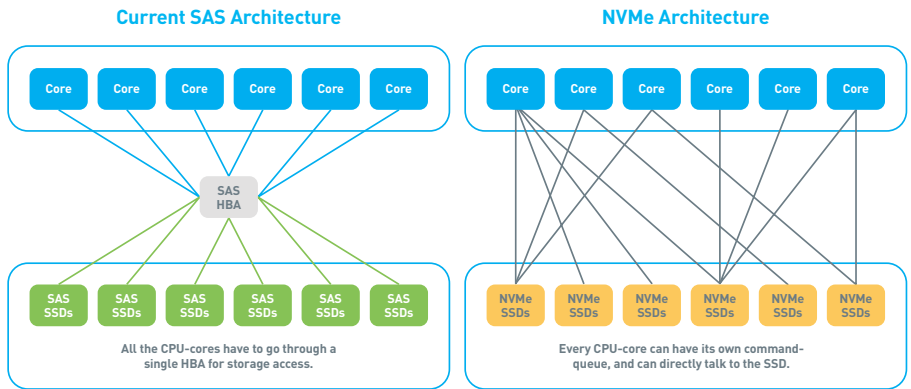 Current SAS Architecture
Core Core Core Core Core Core
SAS
HBA
SAS SAS SAS SAS SAS SAS
SSDs SSDs SSDs SSDs SSDs SSDs
All the CPU-cores have to go through a
single HBA for storage access.
NVMe Architecture
Core Core Core Core Core Core
NVMe NVMe NVMe NVMe NVMe NVMe
SSDs SSDs SSDs SSDs SSDs SSDs
Every CPU-core can have its own command-
queue, and can directly talk to the SSD.